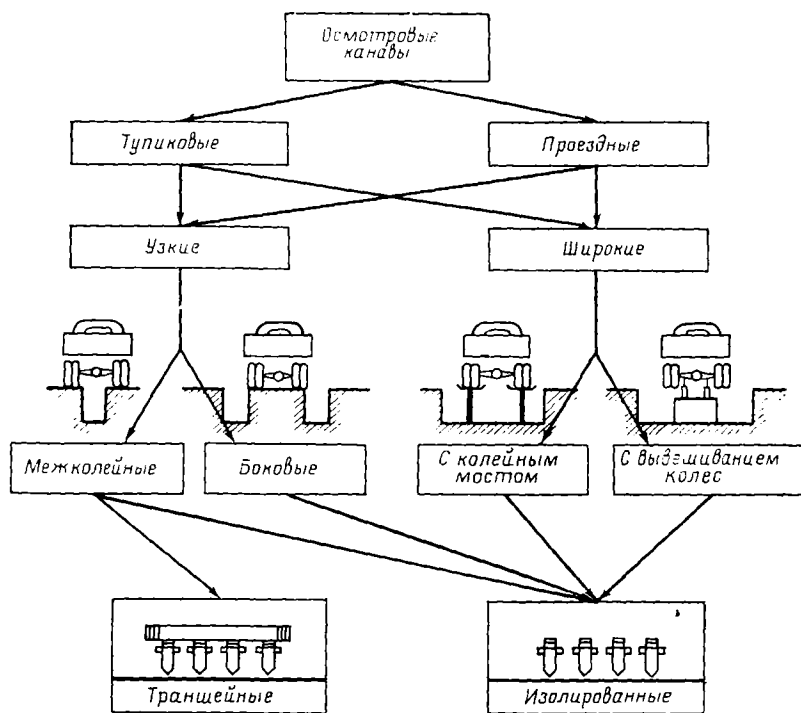 Осмотровые
канавы
Тупиковые
Проездные
Узкие
Широкие
Межколейные
Боковые
С колейным
мостом
С вывешиванием
колес
Траншейные
Изолированные